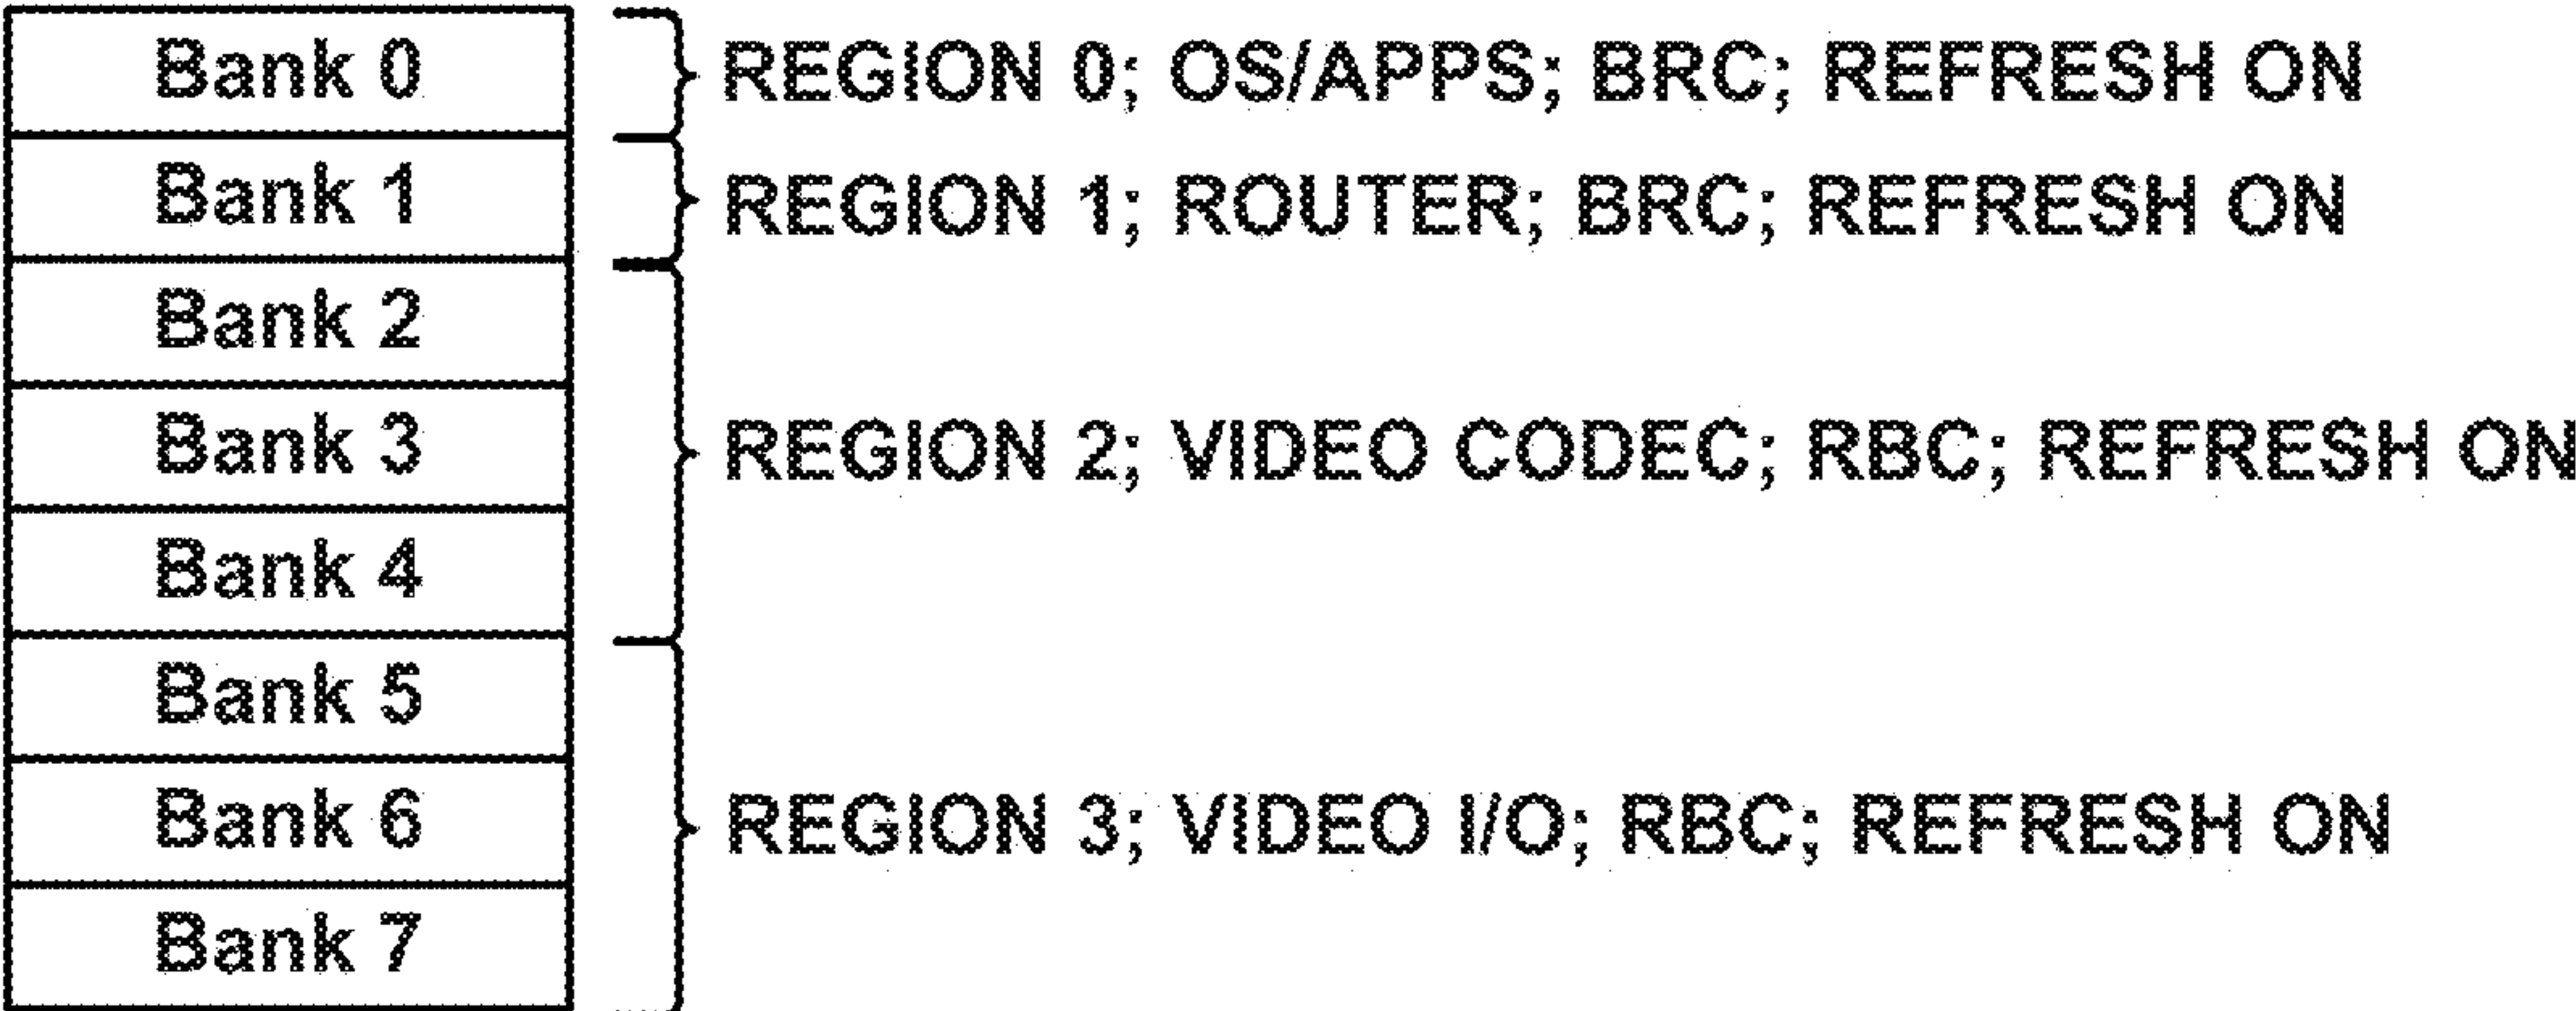 Bank 0
REGION 0; OS/APPS; BRC; REFRESH ON
Bank 1
REGION 1; ROUTER; BRC; REFRESH ON
Bank 2
Bank 3
REGION 2; VIDEO CODEC; RBC; REFRESH ON
Bank 4
Bank 5
Bank 6
REGION 3; VIDEO I/O; RBC; REFRESH ON
Bank 7